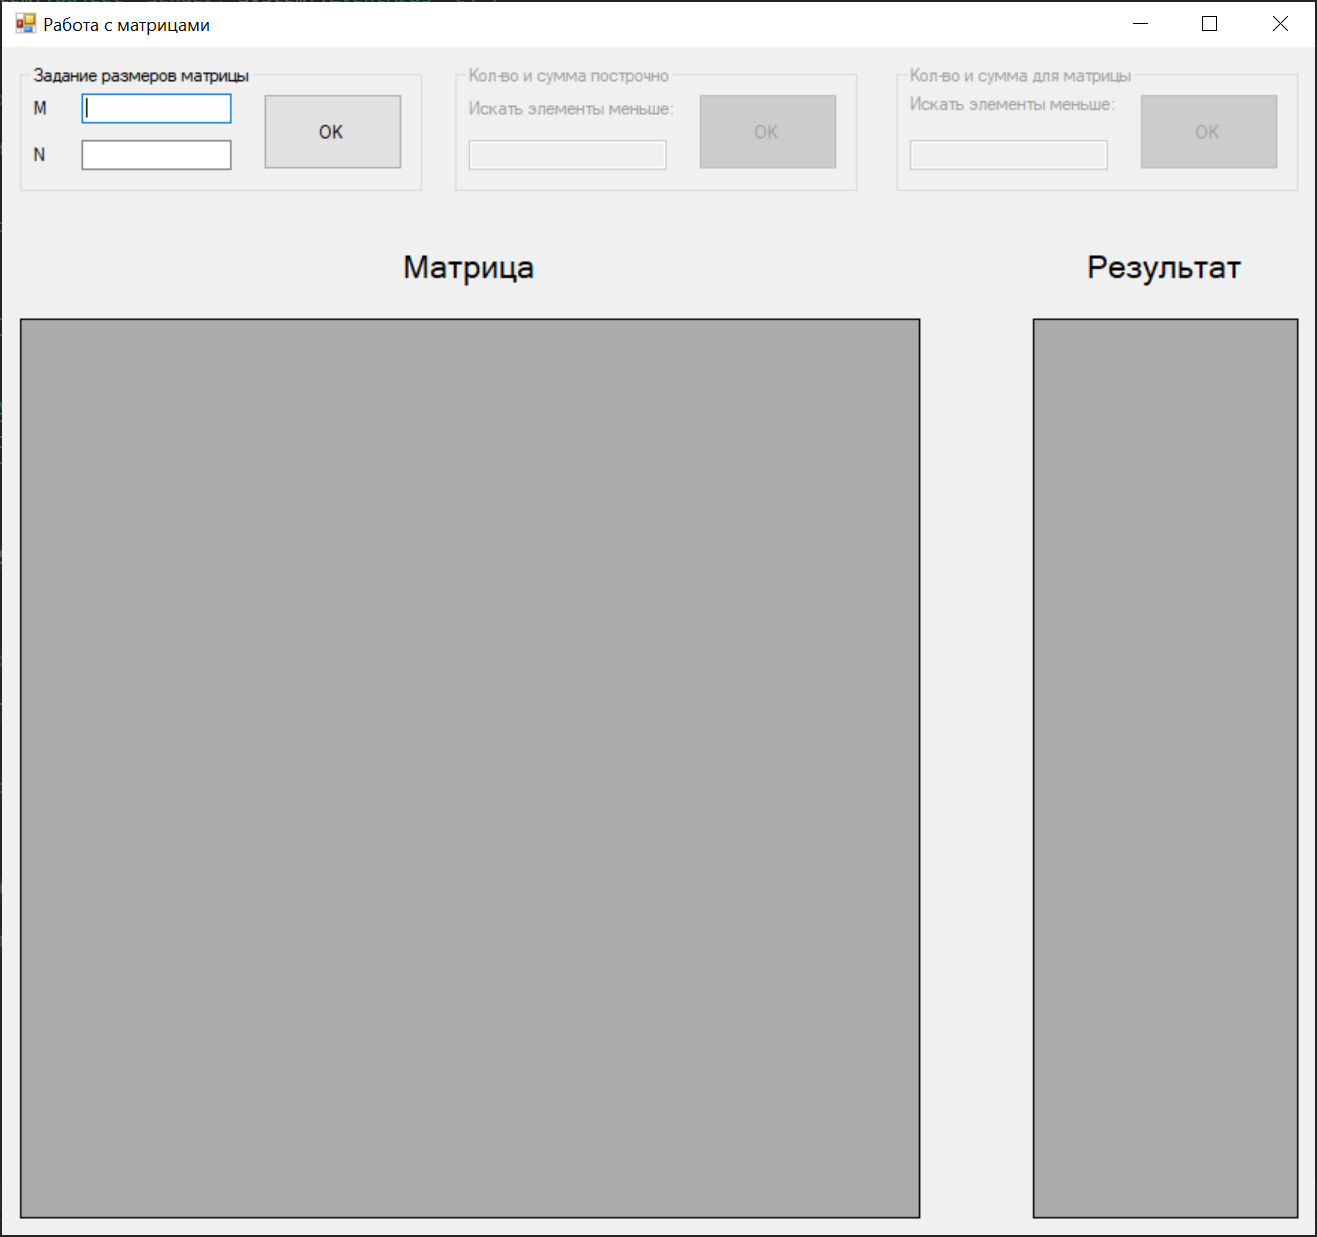 Работа с матрицами
Задание размеров матрицы
M
N
OK
Кол-во и сумма построчно
Искать элементы меньше:
OK
Кол-во и сумма для матрицы
Искать элементы меньше:
OK
Матрица
Результат